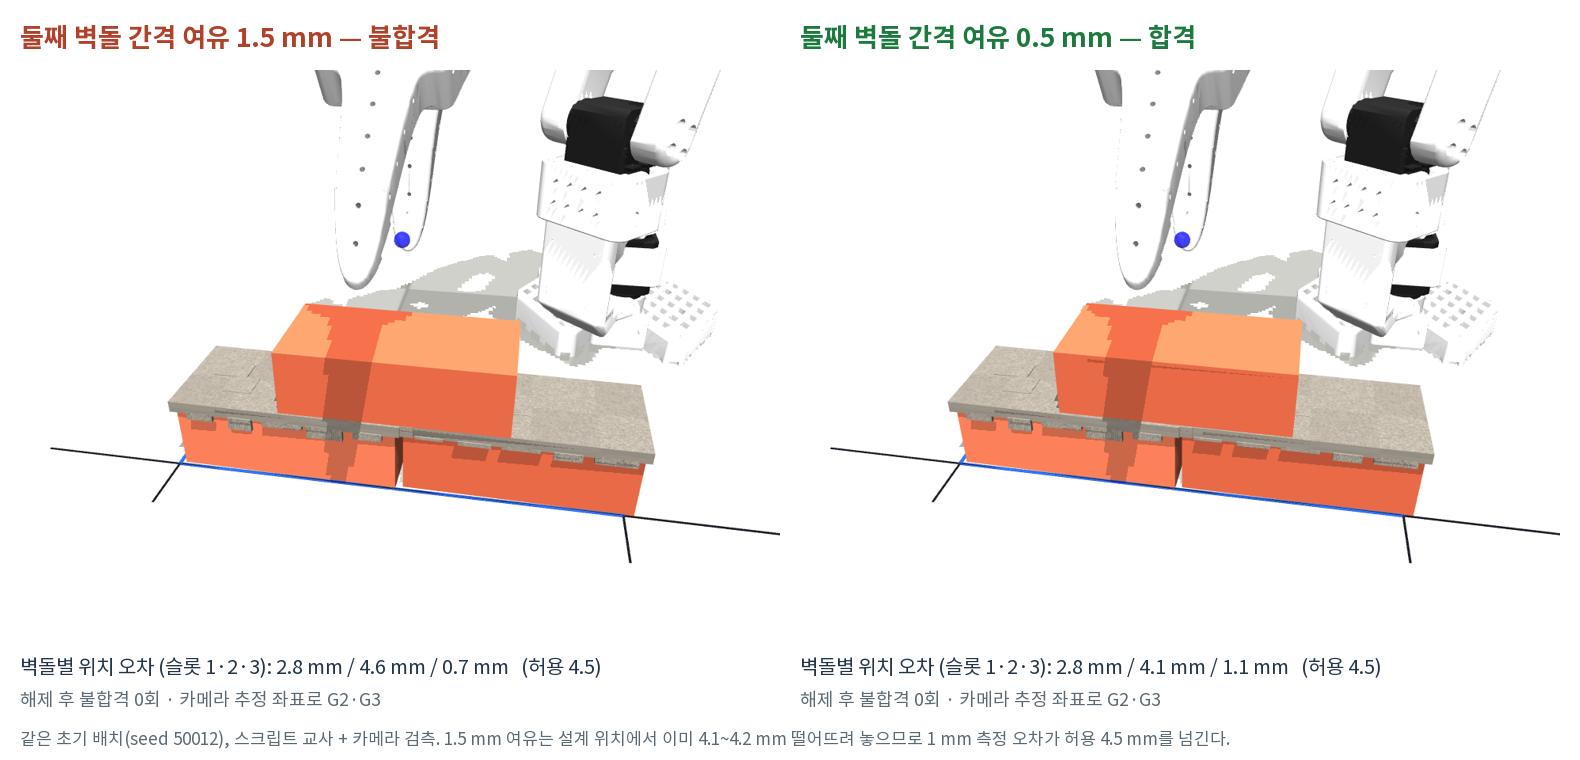 둘째 벽돌 간격 여유 1.5 mm — 불합격
둘째 벽돌 간격 여유 0.5 mm — 합격
벽돌별 위치 오차 (슬롯 1·2·3): 2.8 mm / 4.6 mm / 0.7 mm (허용 4.5)
해제 후 불합격 0회 · 카메라 추정 좌표로 G2·G3
벽돌별 위치 오차 (슬롯 1·2·3): 2.8 mm / 4.1 mm / 1.1 mm (허용 4.5)
해제 후 불합격 0회 · 카메라 추정 좌표로 G2·G3
같은 초기 배치(seed 50012), 스크립트 교사 + 카메라 검측. 1.5 mm 여유는 설계 위치에서 이미 4.1~4.2 mm 떨어뜨려 놓으므로 1 mm 측정 오차가 허용 4.5 mm를 넘긴다.